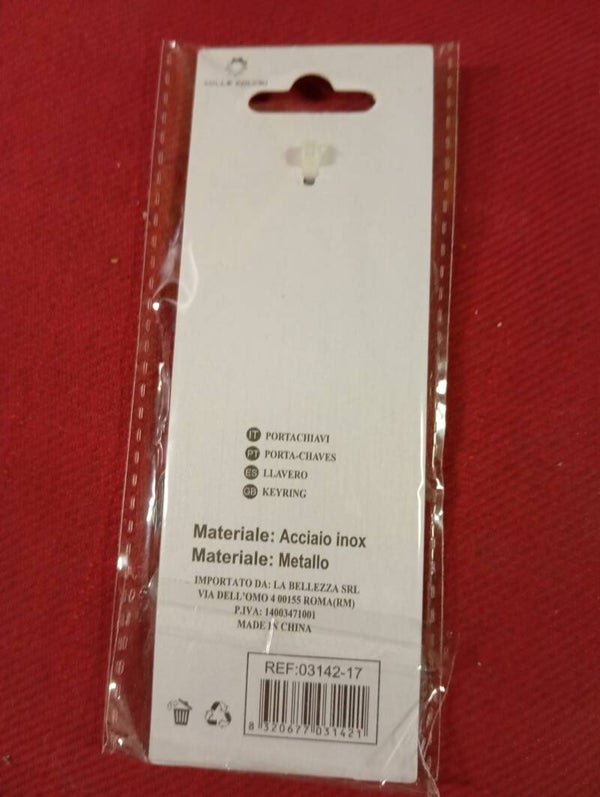 IT PORTACHIAVI
PT PORTA-CHAVES
ES LLAVERO
GB KEYRING
Materiale: Acciaio inox
Materiale: Metallo
IMPORTATO DA: LA BELLEZZA SRL
VIA DELL'OMO 4 00155 ROMA(RM)
P.IVA: 14003471001
MADE IN CHINA
REF:03142-17
8 320677 031421